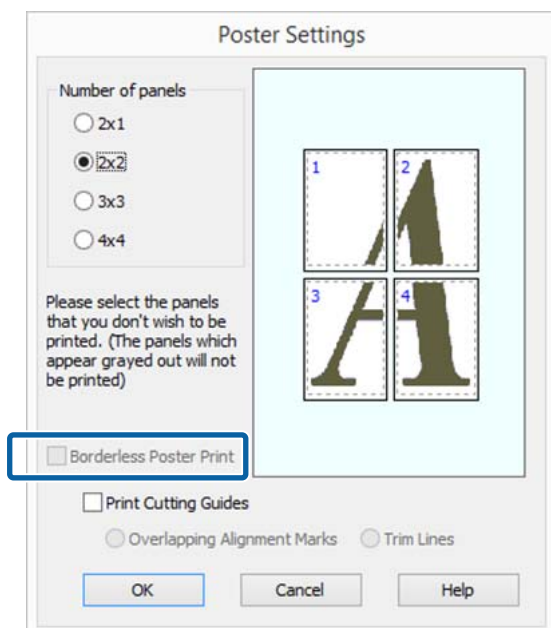 Poster Settings
Number of panels
2x1
2x2
3x3
4x4
1
2
3
4
Please select the panels
that you don't wish to be
printed. (The panels which
appear grayed out will not
be printed)
Borderless Poster Print
Print Cutting Guides
Overlapping Alignment Marks Trim Lines
OK Cancel Help